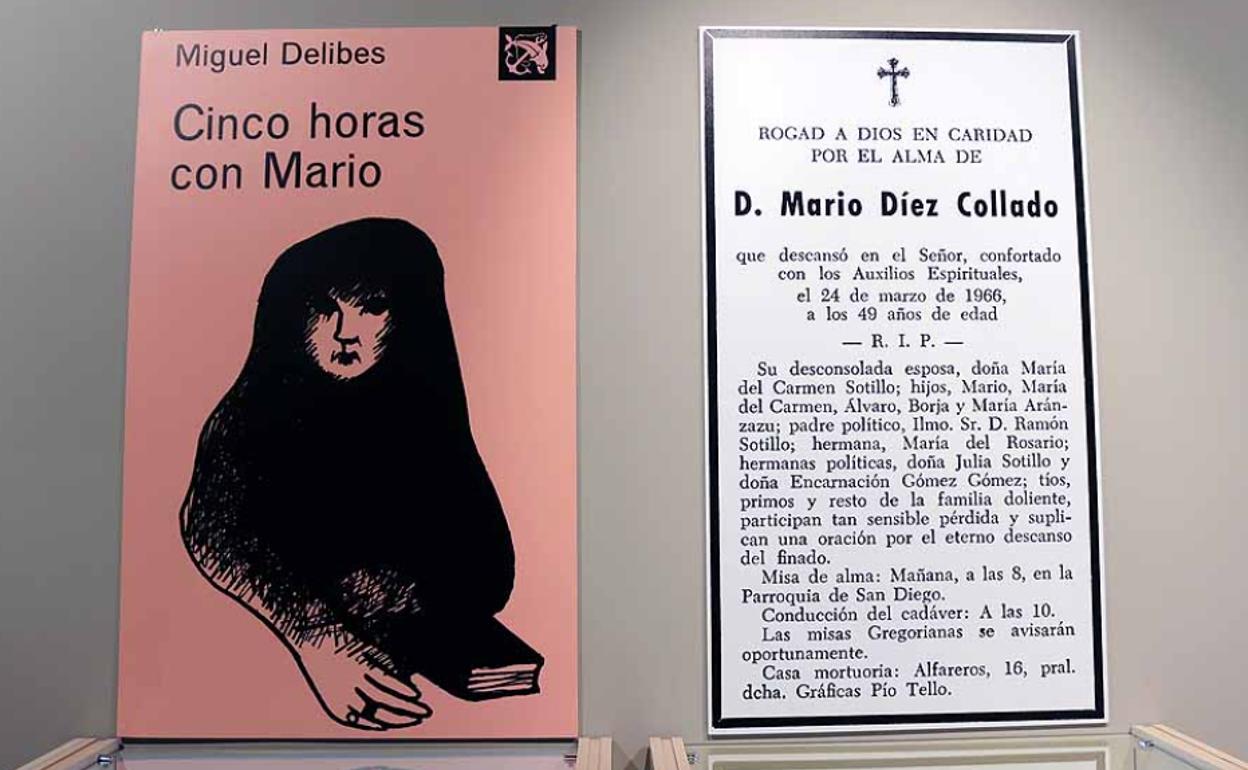 Miguel Delibes
Cinco horas
con Mario
ROGAD A DIOS EN CARIDAD
POR EL ALMA DE
D. Mario Díez Collado
que descansó en el Señor, confortado
con los Auxilios Espirituales,
el 24 de marzo de 1966,
a los 49 años de edad
— R. I. P. —
Su desconsolada esposa, doña María
del Carmen Sotillo; hijos, Mario, María
del Carmen, Álvaro, Borja y María Arán-
zazu; padre político, Ilmo. Sr. D. Ramón
Sotillo; hermana, María del Rosario;
hermanas políticas, doña Julia Sotillo y
doña Encarnación Gómez Gómez; tíos,
primos y resto de la familia doliente,
participan tan sensible pérdida y supli-
can una oración por el eterno descanso
del finado.
Misa de alma: Mañana, a las 8, en la
Parroquia de San Diego.
Conducción del cadáver: A las 10.
Las misas Gregorianas se avisarán
oportunamente.
Casa mortuoria: Alfareros, 16, pral.
dcha. Gráficas Pío Tello.